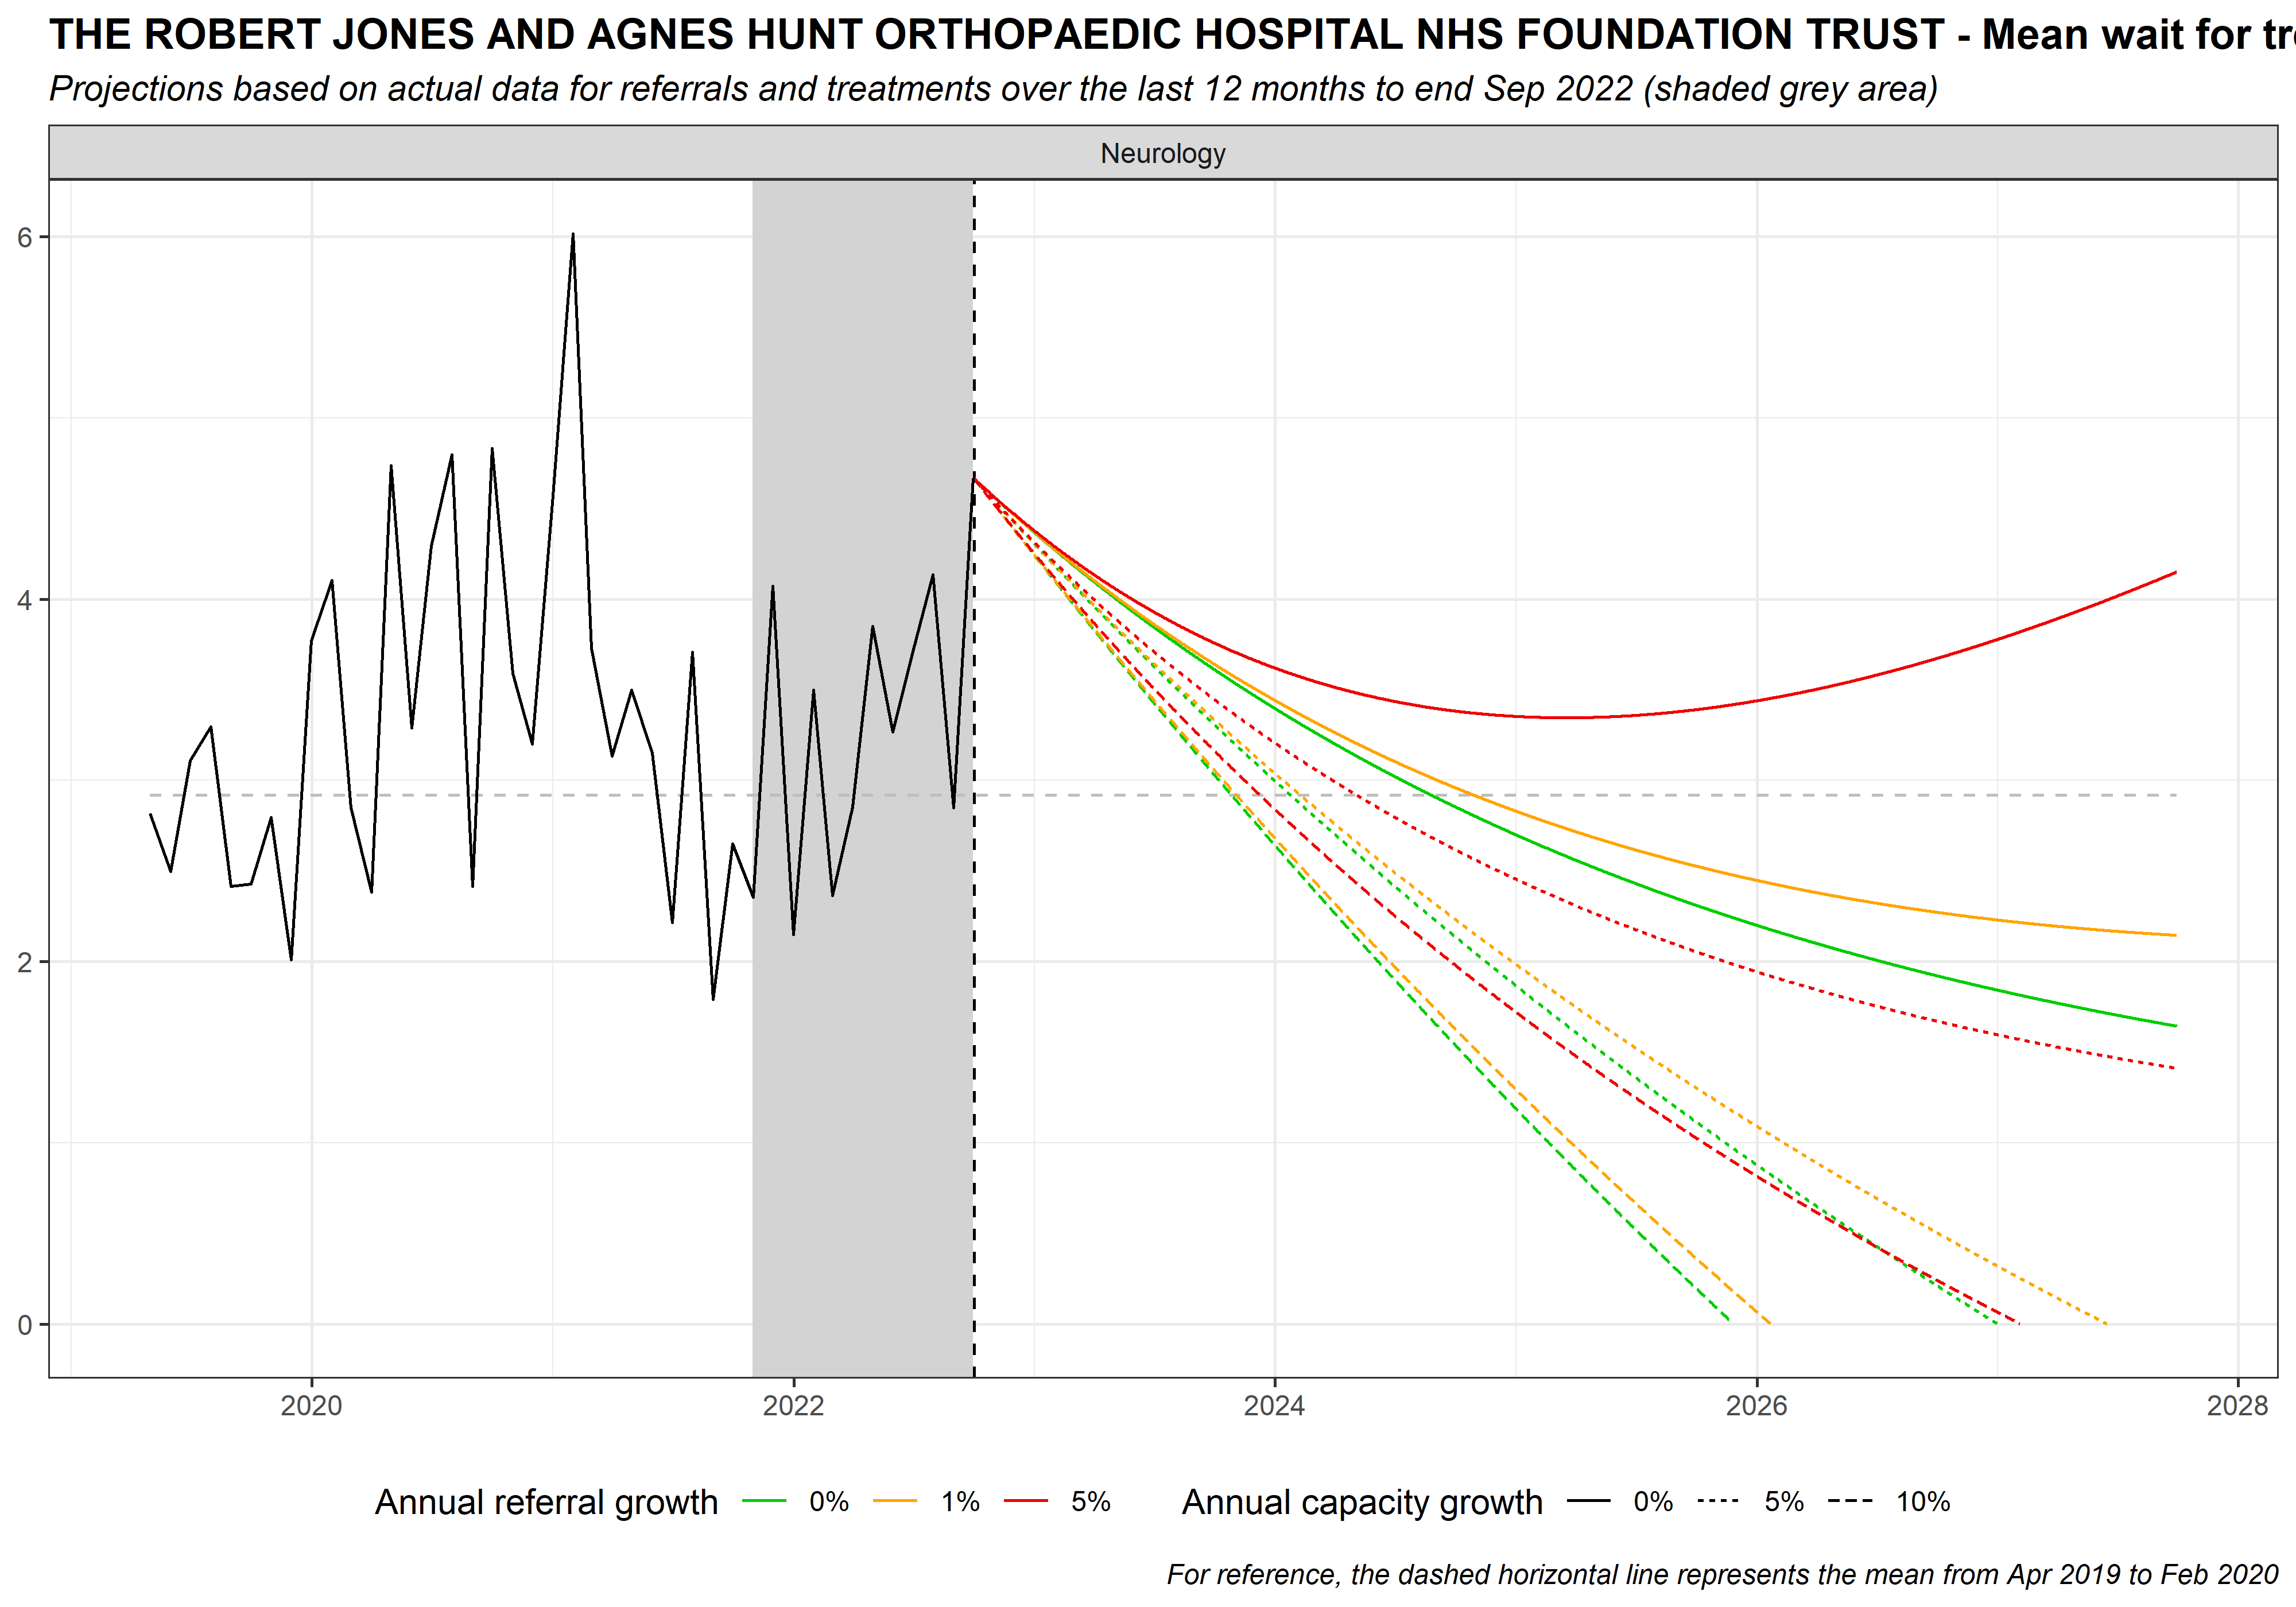 THE ROBERT JONES AND AGNES HUNT ORTHOPAEDIC HOSPITAL NHS FOUNDATION TRUST - Mean wait for
Projections based on actual data for referrals and treatments over the last 12 months to end Sep 2022 (shaded grey area)
Neurology
6
4
2
0
2020 2022 2024 2026 2028
Annual referral growth 0% 1% 5% Annual capacity growth 0% 5% 10%
For reference, the dashed horizontal line represents the mean from Apr 2019 to Feb 2020